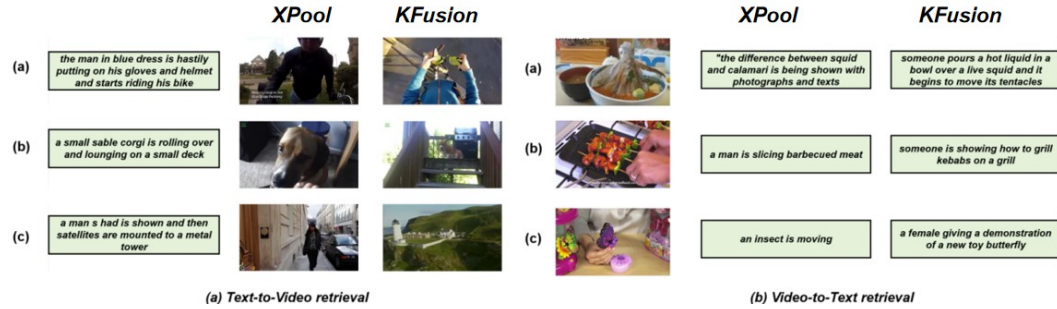 XPool KFusion
(a)
the man in blue dress is hastily
putting on his gloves and helmet
and starts riding his bike
(b)
a small sable corgi is rolling over
and lounging on a small deck
(c)
a man s had is shown and then
satellites are mounted to a metal
tower
(a) Text-to-Video retrieval
XPool KFusion
(a)
"the difference between squid
and calamari is being shown with
photographs and texts
someone pours a hot liquid in a
bowl over a live squid and it
begins to move its tentacles
(b)
a man is slicing barbecued meat
someone is showing how to grill
kebabs on a grill
(c)
an insect is moving
a female giving a demonstration
of a new toy butterfly
(b) Video-to-Text retrieval